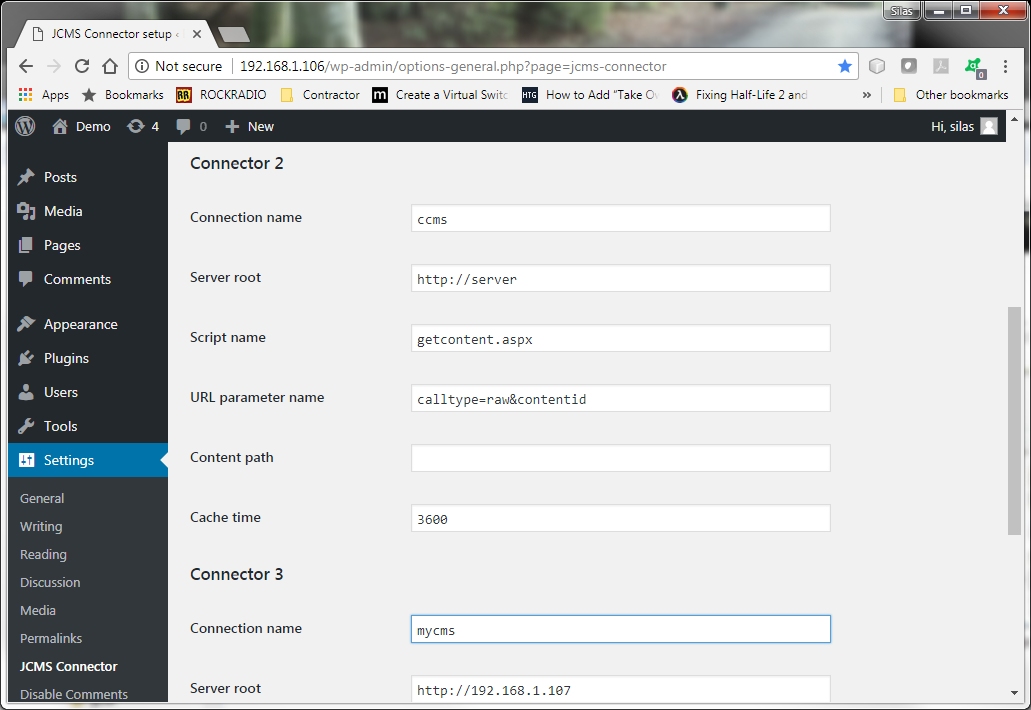 Silas
JCMS Connector setup
Not secure
192.168.1.106/wp-admin/options-general.php?page=jcms-connector
Apps
Bookmarks
RR
ROCKRADIO
Contractor
m
Create a Virtual Switc
HTG
How to Add "Take O
λ
Fixing Half-Life 2 and
»
Other bookmarks
0
Demo
4
0
+ New
Hi, silas
Posts
Media
Pages
Comments
Appearance
Plugins
Users
Tools
Settings
General
Writing
Reading
Discussion
Media
Permalinks
JCMS Connector
Disable Comments
Connector 2
Connection name
ccms
Server root
http://server
Script name
getcontent.aspx
URL parameter name
calltype=raw&contentid
Content path
Cache time
3600
Connector 3
Connection name
mycms
Server root
http://192.168.1.107